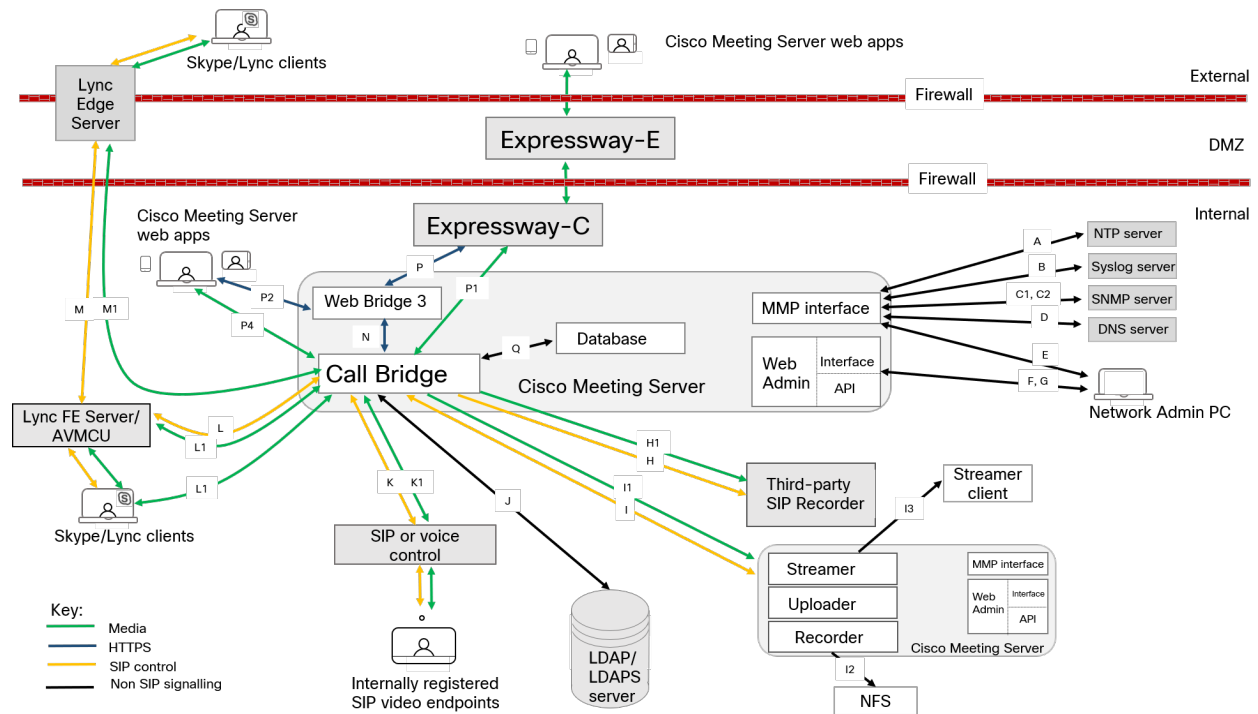 S
Skype/Lync clients
Cisco Meeting Server web apps
External
Lync
Edge
Server
Firewall
Expressway-E
DMZ
Firewall
Internal
Cisco Meeting Server
web apps
Expressway-C
A
NTP server
B
Syslog server
P
P1
C1, C2
SNMP server
P2
Web Bridge 3
MMP interface
D
DNS server
M
M1
P4
N
Q
Database
E
Web
Admin
Interface
API
F, G
Call Bridge
Cisco Meeting Server
Network Admin PC
Lync FE Server/
AVMCU
L
L1
H1
H
L1
K
K1
I1
I
J
Third-party
SIP Recorder
Streamer
client
I3
S
Skype/Lync clients
SIP or voice
control
Streamer
Uploader
Recorder
MMP interface
Web
Admin
Interface
API
Cisco Meeting Server
I2
NFS
Key:
Media
HTTPS
SIP control
Non SIP signalling
Internally registered
SIP video endpoints
LDAP/
LDAPS
server